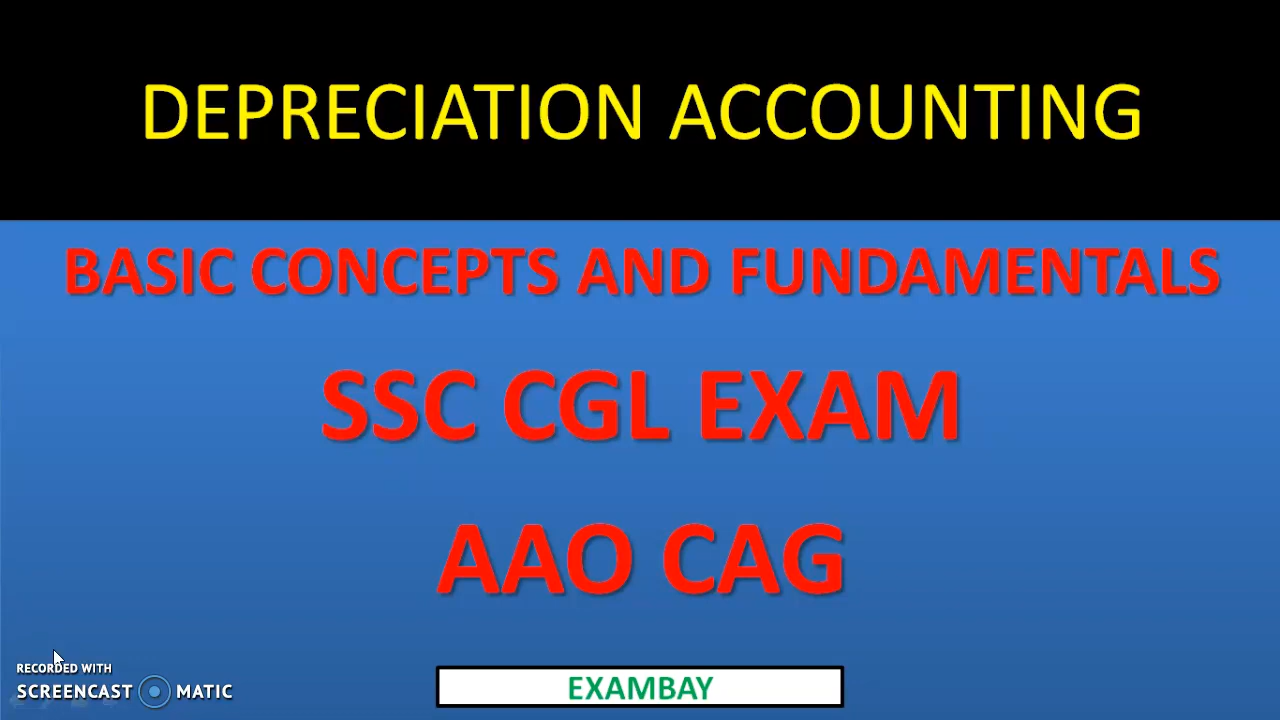 DEPRECIATION ACCOUNTING
BASIC CONCEPTS AND FUNDAMENTALS
SSC CGL EXAM
AAO CAG
RECORDED WITH
SCREENCAST MATIC
EXAMBAY